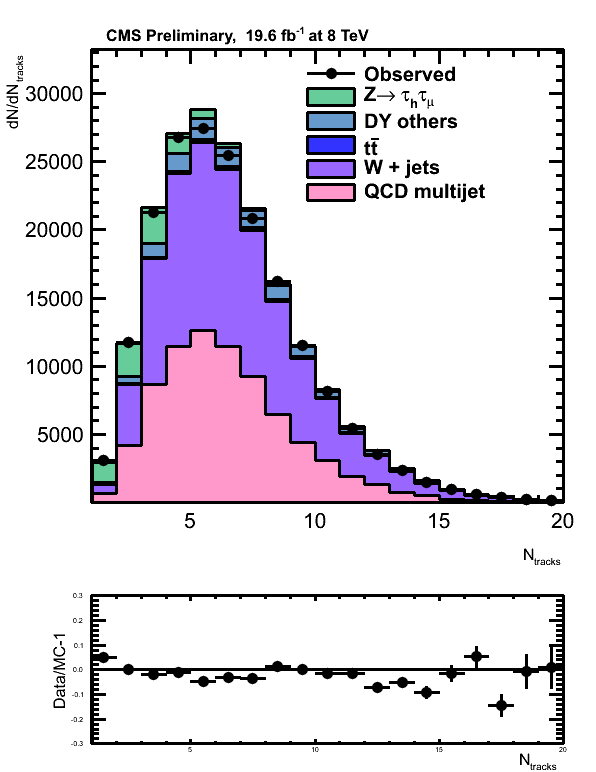 CMS Preliminary, 19.6 fb-1 at 8 TeV
dN/dNtracks
30000
25000
20000
15000
10000
5000
Observed
Z→ τhτμ
DY others
tt̄
W + jets
QCD multijet
5 10 15 20
Ntracks
Data/MC-1
0.3
0.2
0.1
0.0
-0.1
-0.2
-0.3
5 10 15 20
Ntracks